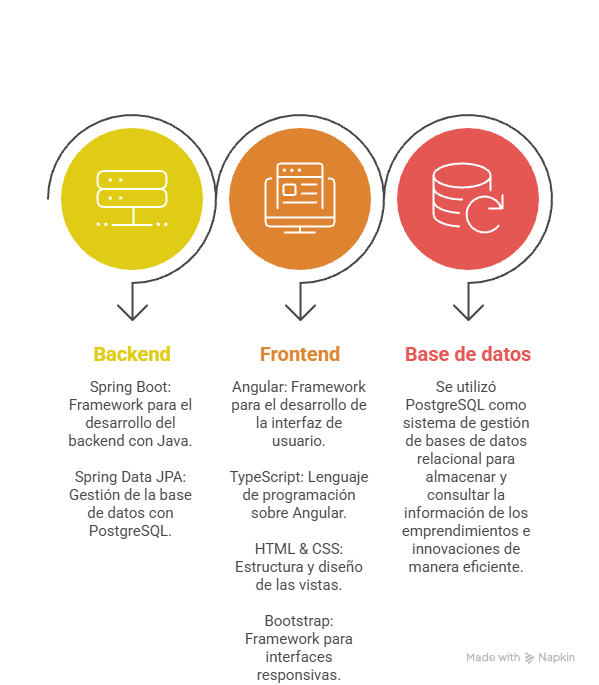 Backend
Spring Boot:
Framework para el
desarrollo del
backend con Java.
Spring Data JPA:
Gestión de la base
de datos con
PostgreSQL.
Frontend
Angular: Framework
para el desarrollo de
la interfaz de
usuario.
TypeScript: Lenguaje
de programación
sobre Angular.
HTML & CSS:
Estructura y diseño
de las vistas.
Bootstrap:
Framework para
interfaces
responsivas.
Base de datos
Se utilizó
PostgreSQL como
sistema de gestión
de bases de datos
relacional para
almacenar y
consultar la
información de los
emprendimientos e
innovaciones de
manera eficiente.
Made with Napkin